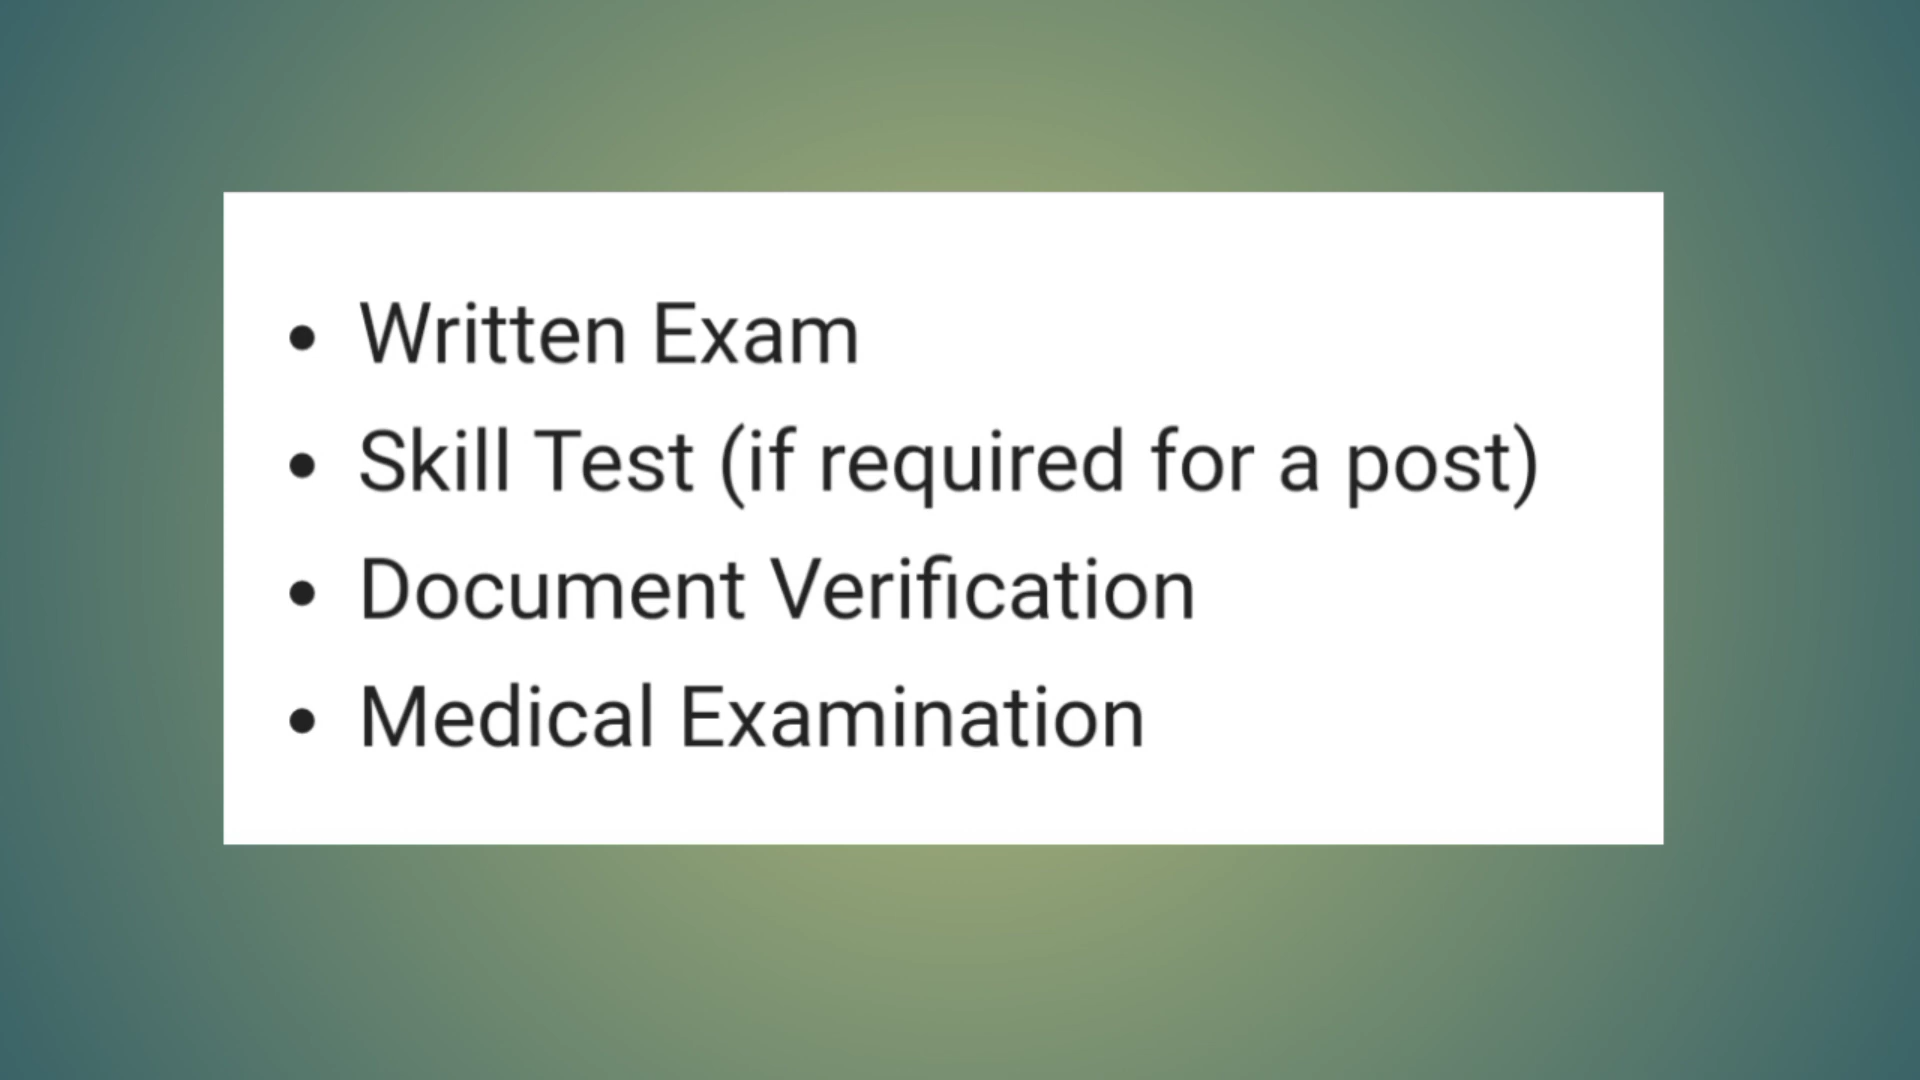 • Written Exam
• Skill Test (if required for a post)
• Document Verification
• Medical Examination